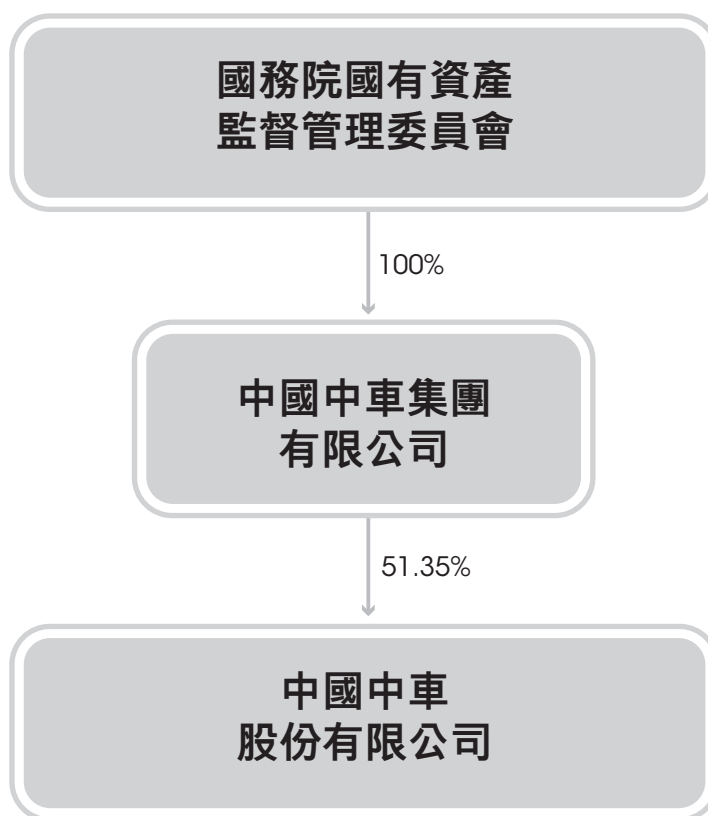 國務院國有資產
監督管理委員會
100%
中國中車集團
有限公司
51.35%
中國中車
股份有限公司